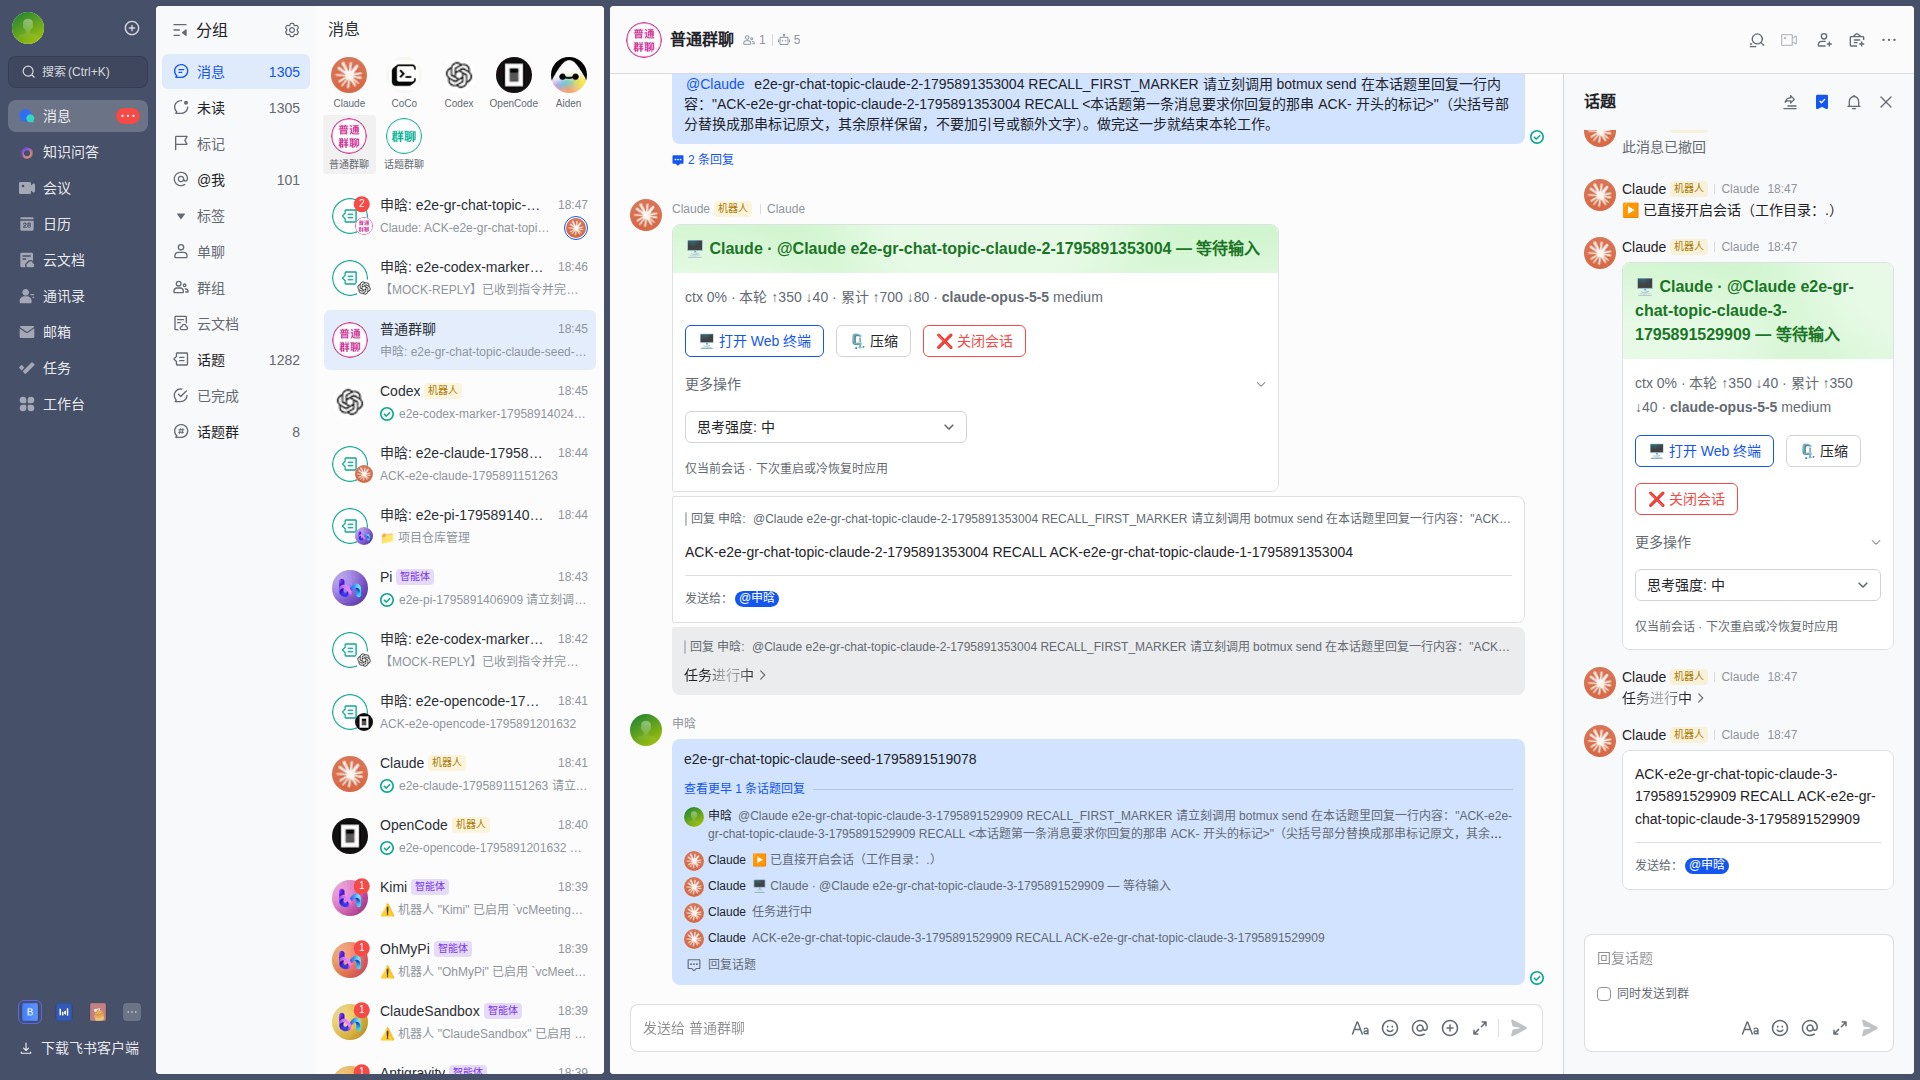 搜索 (Ctrl+K)
消息
知识问答
会议
日历
云文档
通讯录
邮箱
任务
工作台
下载飞书客户端
分组
消息 1305
未读 1305
标记
@我 101
标签
单聊
群组
云文档
话题 1282
已完成
话题群 8
消息
Claude CoCo Codex OpenCode Aiden
普通群聊 话题群聊
申晗: e2e-gr-chat-topic-... 18:47
Claude: ACK-e2e-gr-chat-topi...
申晗: e2e-codex-marker... 18:46
【MOCK-REPLY】已收到指令并完...
普通群聊 18:45
申晗: e2e-gr-chat-topic-claude-seed-...
Codex 机器人 18:45
e2e-codex-marker-17958914024...
申晗: e2e-claude-17958... 18:44
ACK-e2e-claude-1795891151263
申晗: e2e-pi-179589140... 18:44
📁 项目仓库管理
Pi 智能体 18:43
e2e-pi-1795891406909 请立刻调...
申晗: e2e-codex-marker... 18:42
【MOCK-REPLY】已收到指令并完...
申晗: e2e-opencode-17... 18:41
ACK-e2e-opencode-1795891201632
Claude 机器人 18:41
e2e-claude-1795891151263 请立...
OpenCode 机器人 18:40
e2e-opencode-1795891201632 ...
Kimi 智能体 18:39
⚠️ 机器人 "Kimi" 已启用 `vcMeeting...
OhMyPi 智能体 18:39
⚠️ 机器人 "OhMyPi" 已启用 `vcMeet...
ClaudeSandbox 智能体 18:39
⚠️ 机器人 "ClaudeSandbox" 已启用 ...
Antigravity 智能体 18:39
普通群聊 1 5
@Claude e2e-gr-chat-topic-claude-2-1795891353004 RECALL_FIRST_MARKER 请立刻调用 botmux send 在本话题里回复一行内
容："ACK-e2e-gr-chat-topic-claude-2-1795891353004 RECALL <本话题第一条消息要求你回复的那串 ACK- 开头的标记>"（尖括号部
分替换成那串标记原文，其余原样保留，不要加引号或额外文字）。做完这一步就结束本轮工作。
2 条回复
Claude 机器人 Claude
🖥️ Claude · @Claude e2e-gr-chat-topic-claude-2-1795891353004 — 等待输入
ctx 0% · 本轮 ↑350 ↓40 · 累计 ↑700 ↓80 · claude-opus-5-5 medium
🖥️ 打开 Web 终端 🗜️ 压缩 ❌ 关闭会话
更多操作
思考强度: 中
仅当前会话 · 下次重启或冷恢复时应用
回复 申晗: @Claude e2e-gr-chat-topic-claude-2-1795891353004 RECALL_FIRST_MARKER 请立刻调用 botmux send 在本话题里回复一行内容："ACK...
ACK-e2e-gr-chat-topic-claude-2-1795891353004 RECALL ACK-e2e-gr-chat-topic-claude-1-1795891353004
发送给: @申晗
回复 申晗: @Claude e2e-gr-chat-topic-claude-2-1795891353004 RECALL_FIRST_MARKER 请立刻调用 botmux send 在本话题里回复一行内容："ACK...
任务进行中
申晗
e2e-gr-chat-topic-claude-seed-1795891519078
查看更早 1 条话题回复
申晗 @Claude e2e-gr-chat-topic-claude-3-1795891529909 RECALL_FIRST_MARKER 请立刻调用 botmux send 在本话题里回复一行内容："ACK-e2e-
gr-chat-topic-claude-3-1795891529909 RECALL <本话题第一条消息要求你回复的那串 ACK- 开头的标记>"（尖括号部分替换成那串标记原文，其余...
Claude ▶️ 已直接开启会话（工作目录：.）
Claude 🖥️ Claude · @Claude e2e-gr-chat-topic-claude-3-1795891529909 — 等待输入
Claude 任务进行中
Claude ACK-e2e-gr-chat-topic-claude-3-1795891529909 RECALL ACK-e2e-gr-chat-topic-claude-3-1795891529909
回复话题
发送给 普通群聊
话题
此消息已撤回
Claude 机器人 Claude 18:47
▶️ 已直接开启会话（工作目录：.）
Claude 机器人 Claude 18:47
🖥️ Claude · @Claude e2e-gr-
chat-topic-claude-3-
1795891529909 — 等待输入
ctx 0% · 本轮 ↑350 ↓40 · 累计 ↑350
↓40 · claude-opus-5-5 medium
🖥️ 打开 Web 终端 🗜️ 压缩
❌ 关闭会话
更多操作
思考强度: 中
仅当前会话 · 下次重启或冷恢复时应用
Claude 机器人 Claude 18:47
任务进行中
Claude 机器人 Claude 18:47
ACK-e2e-gr-chat-topic-claude-3-
1795891529909 RECALL ACK-e2e-gr-
chat-topic-claude-3-1795891529909
发送给: @申晗
回复话题
同时发送到群